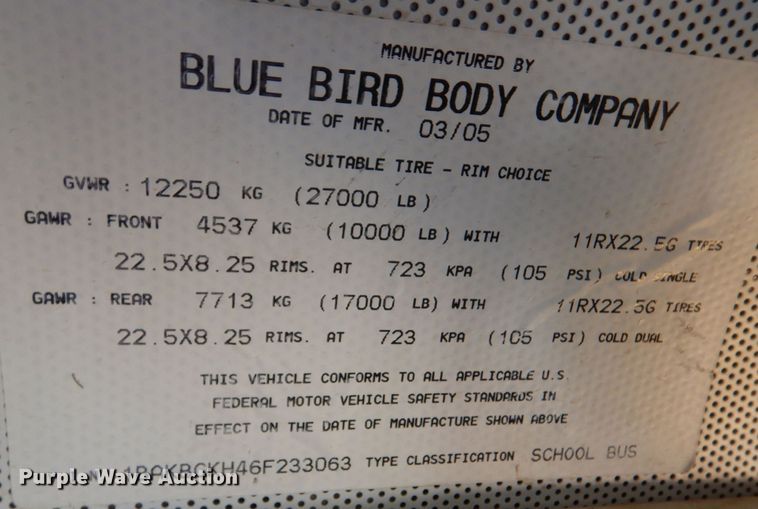 MANUFACTURED BY
BLUE BIRD BODY COMPANY
DATE OF MFR. 03/05
SUITABLE TIRE - RIM CHOICE
GVWR : 12250 KG (27000 LB)
GAWR : FRONT 4537 KG (10000 LB) WITH 11RX22.5G TIRES
22.5X8.25 RIMS. AT 723 KPA (105 PSI) COLD SINGLE
GAWR : REAR 7713 KG (17000 LB) WITH 11RX22.5G TIRES
22.5X8.25 RIMS. AT 723 KPA (105 PSI) COLD DUAL
THIS VEHICLE CONFORMS TO ALL APPLICABLE U.S.
FEDERAL MOTOR VEHICLE SAFETY STANDARDS IN
EFFECT ON THE DATE OF MANUFACTURE SHOWN ABOVE
TYPE CLASSIFICATION SCHOOL BUS
Purple Wave Auction